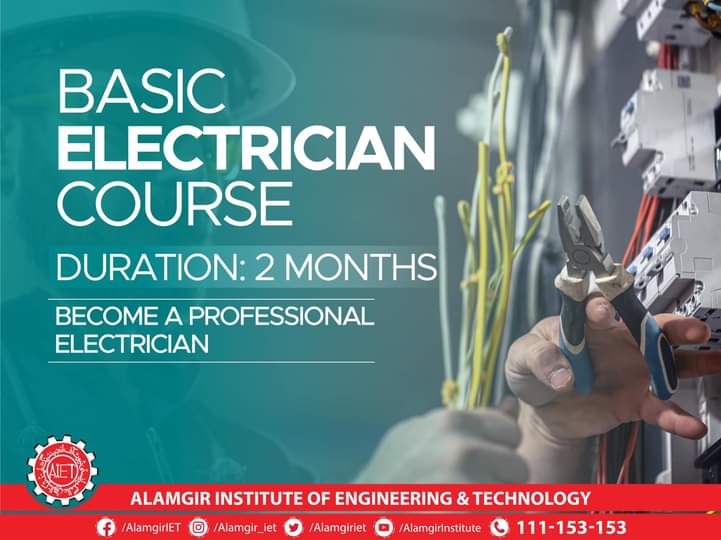 BASIC
ELECTRICIAN
COURSE
DURATION: 2 MONTHS
BECOME A PROFESSIONAL
ELECTRICIAN
AIET
ALAMGIR INSTITUTE OF ENGINEERING & TECHNOLOGY
/AlamgirIET /Alamgir_iet /Alamgiriet /AlamgirInstitute 111-153-153